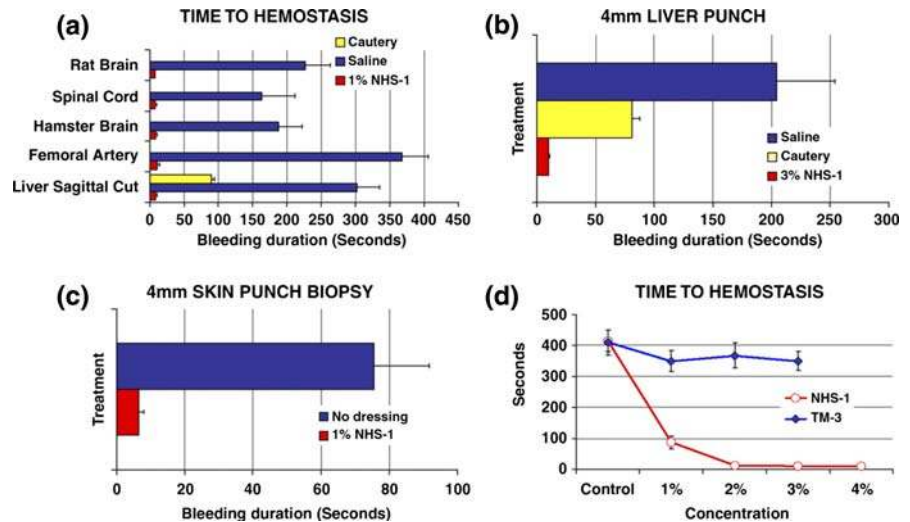 (a)
TIME TO HEMOSTASIS
Cautery
Saline
1% NHS-1
Rat Brain
Spinal Cord
Hamster Brain
Femoral Artery
Liver Sagittal Cut
0 50 100 150 200 250 300 350 400 450
Bleeding duration (Seconds)
(b)
4mm LIVER PUNCH
Treatment
Saline
Cautery
3% NHS-1
0 50 100 150 200 250 300
Bleeding duration (Seconds)
(c)
4mm SKIN PUNCH BIOPSY
Treatment
No dressing
1% NHS-1
0 20 40 60 80 100
Bleeding duration (Seconds)
(d)
TIME TO HEMOSTASIS
Seconds
500
400
300
200
100
0
NHS-1
TM-3
Control 1% 2% 3% 4%
Concentration